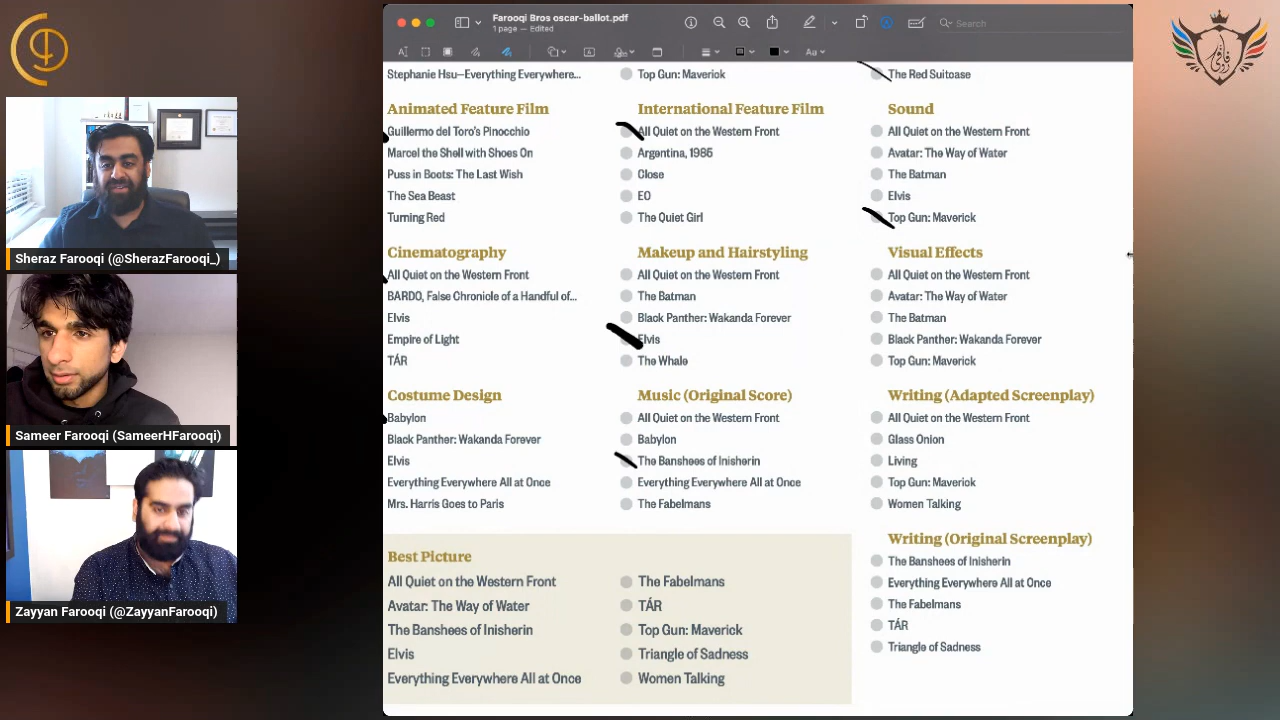 Farooqi Bros oscar-ballot.pdf
1 page — Edited
Search
Aa
Stephanie Hsu—Everything Everywhere...
Animated Feature Film
Guillermo del Toro's Pinocchio
Marcel the Shell with Shoes On
Puss in Boots: The Last Wish
The Sea Beast
Turning Red
Cinematography
All Quiet on the Western Front
BARDO, False Chronicle of a Handful of...
Elvis
Empire of Light
TÁR
Costume Design
Babylon
Black Panther: Wakanda Forever
Elvis
Everything Everywhere All at Once
Mrs. Harris Goes to Paris
Top Gun: Maverick
International Feature Film
All Quiet on the Western Front
Argentina, 1985
Close
EO
The Quiet Girl
Makeup and Hairstyling
All Quiet on the Western Front
The Batman
Black Panther: Wakanda Forever
Elvis
The Whale
Music (Original Score)
All Quiet on the Western Front
Babylon
The Banshees of Inisherin
Everything Everywhere All at Once
The Fabelmans
Best Picture
All Quiet on the Western Front
Avatar: The Way of Water
The Banshees of Inisherin
Elvis
Everything Everywhere All at Once
The Fabelmans
TÁR
Top Gun: Maverick
Triangle of Sadness
Women Talking
The Red Suitcase
Sound
All Quiet on the Western Front
Avatar: The Way of Water
The Batman
Elvis
Top Gun: Maverick
Visual Effects
All Quiet on the Western Front
Avatar: The Way of Water
The Batman
Black Panther: Wakanda Forever
Top Gun: Maverick
Writing (Adapted Screenplay)
All Quiet on the Western Front
Glass Onion
Living
Top Gun: Maverick
Women Talking
Writing (Original Screenplay)
The Banshees of Inisherin
Everything Everywhere All at Once
The Fabelmans
TÁR
Triangle of Sadness
Sheraz Farooqi (@SherazFarooqi_)
Sameer Farooqi (SameerHFarooqi)
Zayyan Farooqi (@ZayyanFarooqi)